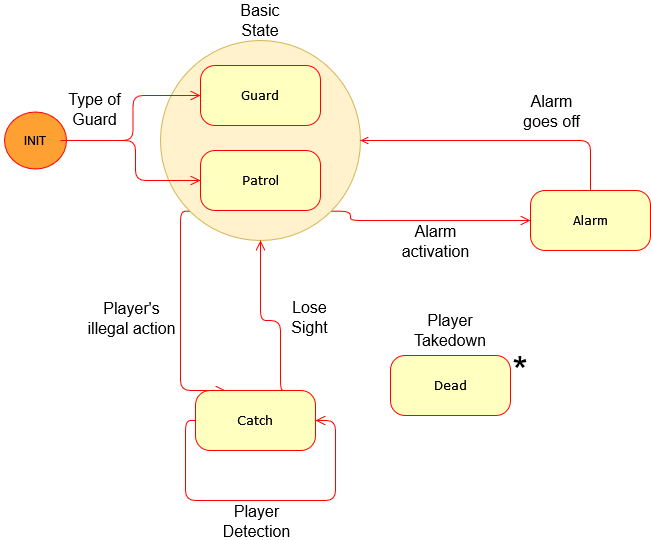 Basic
State
Guard
Type of
Guard
INIT
Alarm
goes off
Patrol
Alarm
Alarm
activation
Player's
illegal action
Lose
Sight
Player
Takedown
*
Dead
Catch
Player
Detection